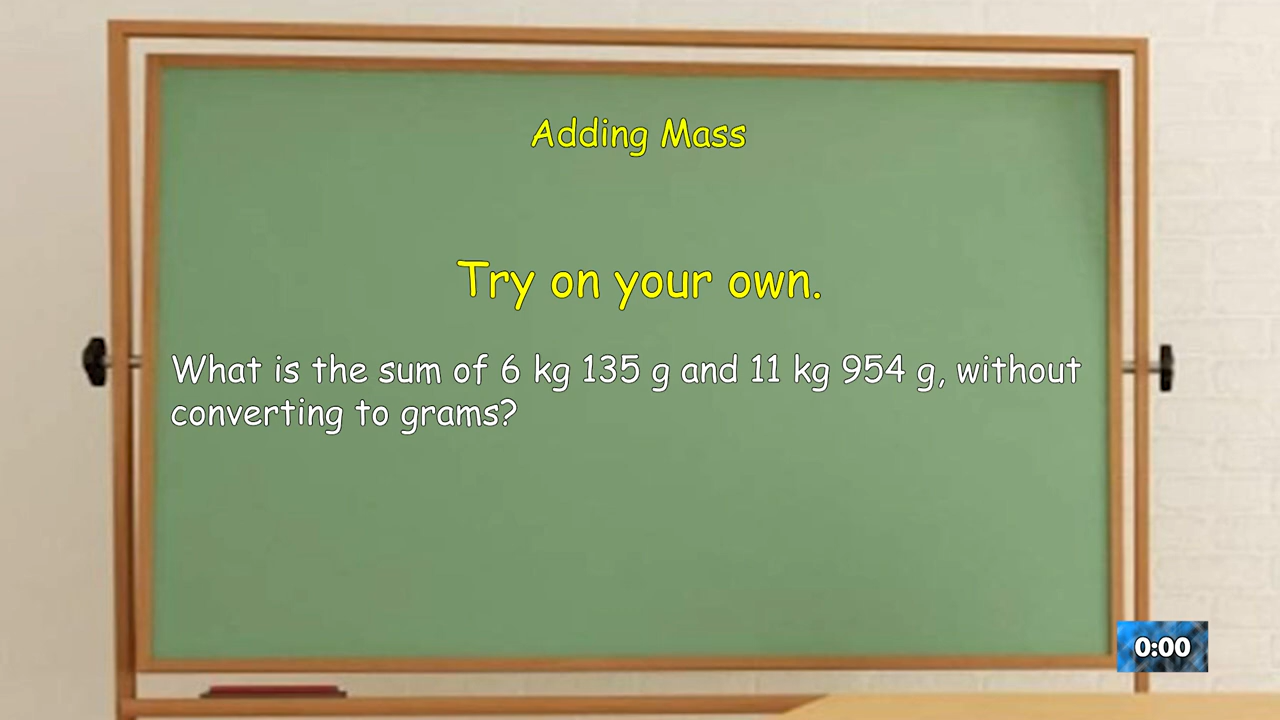 Adding Mass
Try on your own.
What is the sum of 6 kg 135 g and 11 kg 954 g, without
converting to grams?
0:00